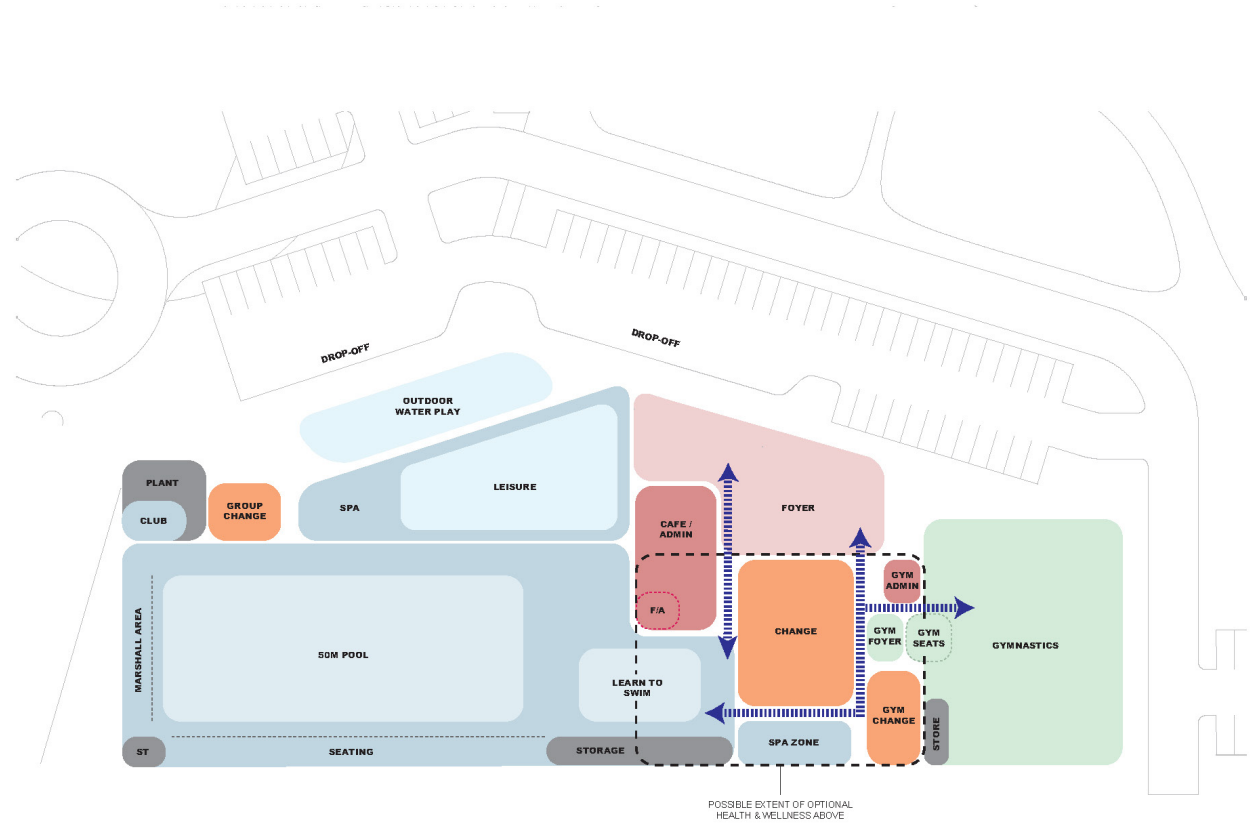 DROP-OFF
DROP-OFF
OUTDOOR
WATER PLAY
PLANT
CLUB
GROUP
CHANGE
SPA
LEISURE
CAFE /
ADMIN
FOYER
F/A
GYM
ADMIN
CHANGE
GYM
FOYER
GYM
SEATS
GYMNASTICS
MARSHALL AREA
50M POOL
LEARN TO
SWIM
GYM
CHANGE
STORE
ST
SEATING
STORAGE
SPA ZONE
POSSIBLE EXTENT OF OPTIONAL
HEALTH & WELLNESS ABOVE